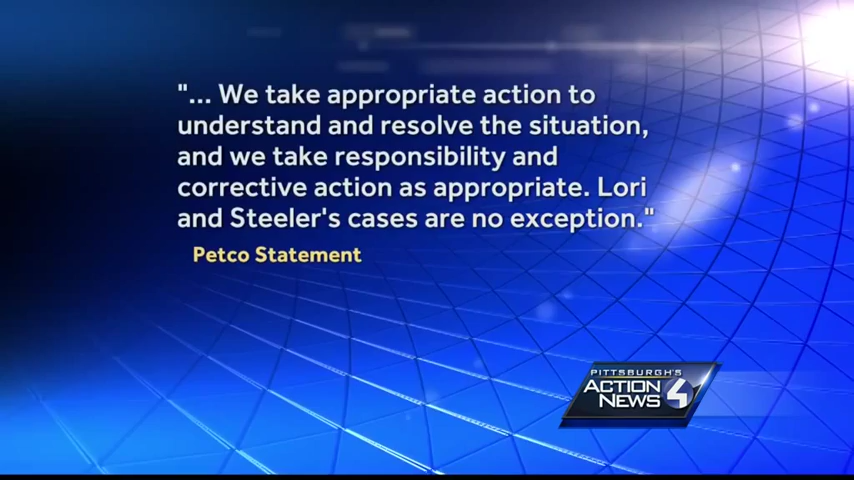 "... We take appropriate action to
understand and resolve the situation,
and we take responsibility and
corrective action as appropriate. Lori
and Steeler's cases are no exception."
Petco Statement
PITTSBURGH'S
ACTION
NEWS 4